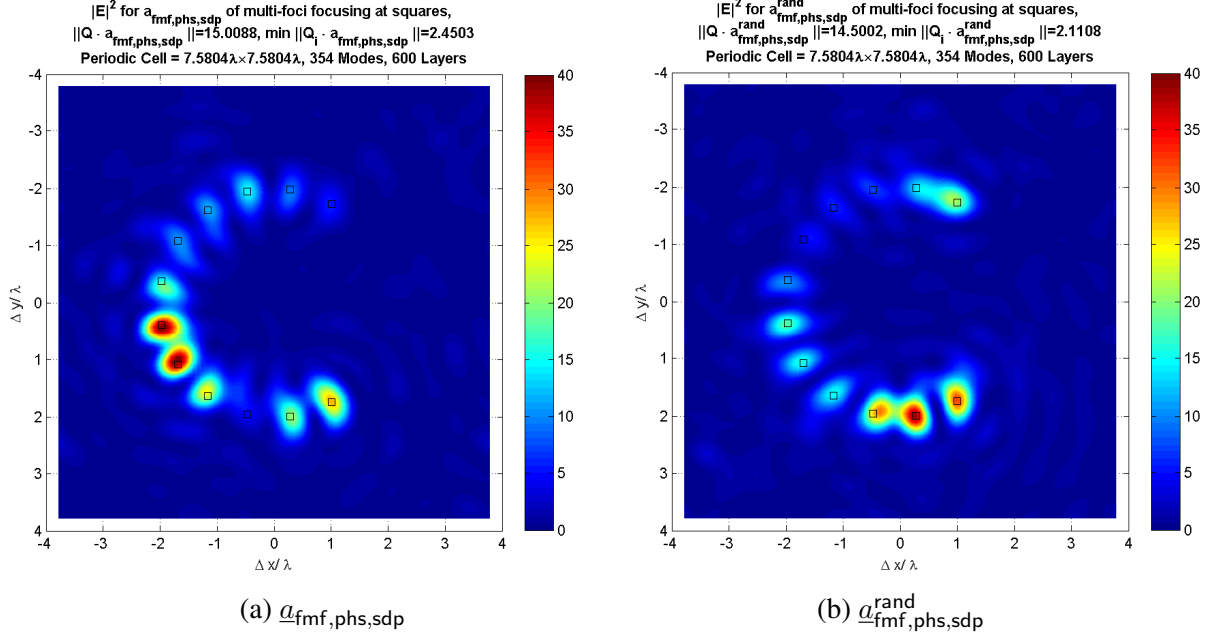 |E|² for a_fmf,phs,sdp of multi-foci focusing at squares,
||Q · a_fmf,phs,sdp ||=15.0088, min ||Q_i · a_fmf,phs,sdp ||=2.4503
Periodic Cell = 7.5804λ×7.5804λ, 354 Modes, 600 Layers
-4
-3
-2
-1
0
1
2
3
4
Δ y/ λ
-4 -3 -2 -1 0 1 2 3 4
Δ x/ λ
40
35
30
25
20
15
10
5
0
(a) a_fmf,phs,sdp
|E|² for a^rand_fmf,phs,sdp of multi-foci focusing at squares,
||Q · a^rand_fmf,phs,sdp ||=14.5002, min ||Q_i · a^rand_fmf,phs,sdp ||=2.1108
Periodic Cell = 7.5804λ×7.5804λ, 354 Modes, 600 Layers
-4
-3
-2
-1
0
1
2
3
4
Δ y/ λ
-4 -3 -2 -1 0 1 2 3 4
Δ x/ λ
40
35
30
25
20
15
10
5
0
(b) a^rand_fmf,phs,sdp